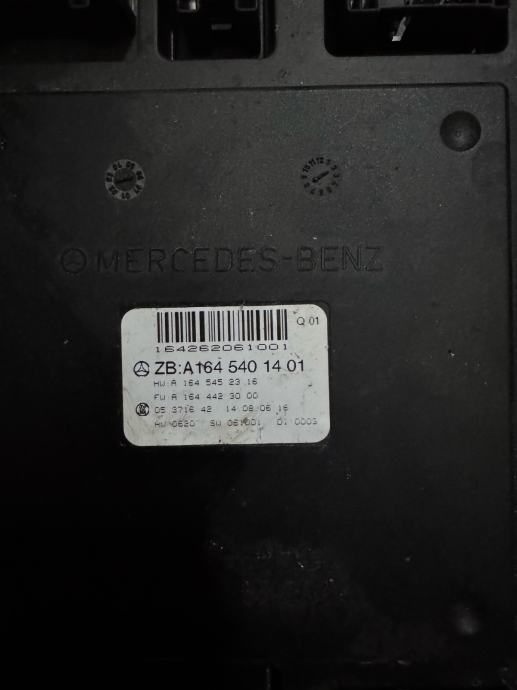 MERCEDES-BENZ
Q 01
164262061001
ZB:A164 540 14 01
HW A 164 545 23 16
FW A 164 442 30 00
05 3716 42 14 08 06 16
HW 0620 SW 061001 DI 0003